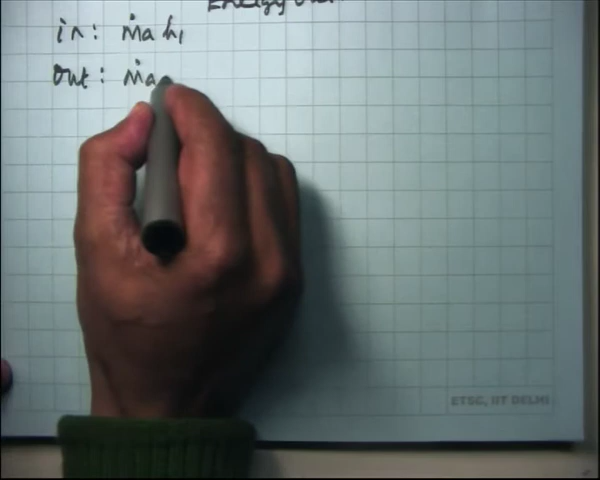 in: ṁa h₁
out: ṁa
ETSC, IIT DELHI